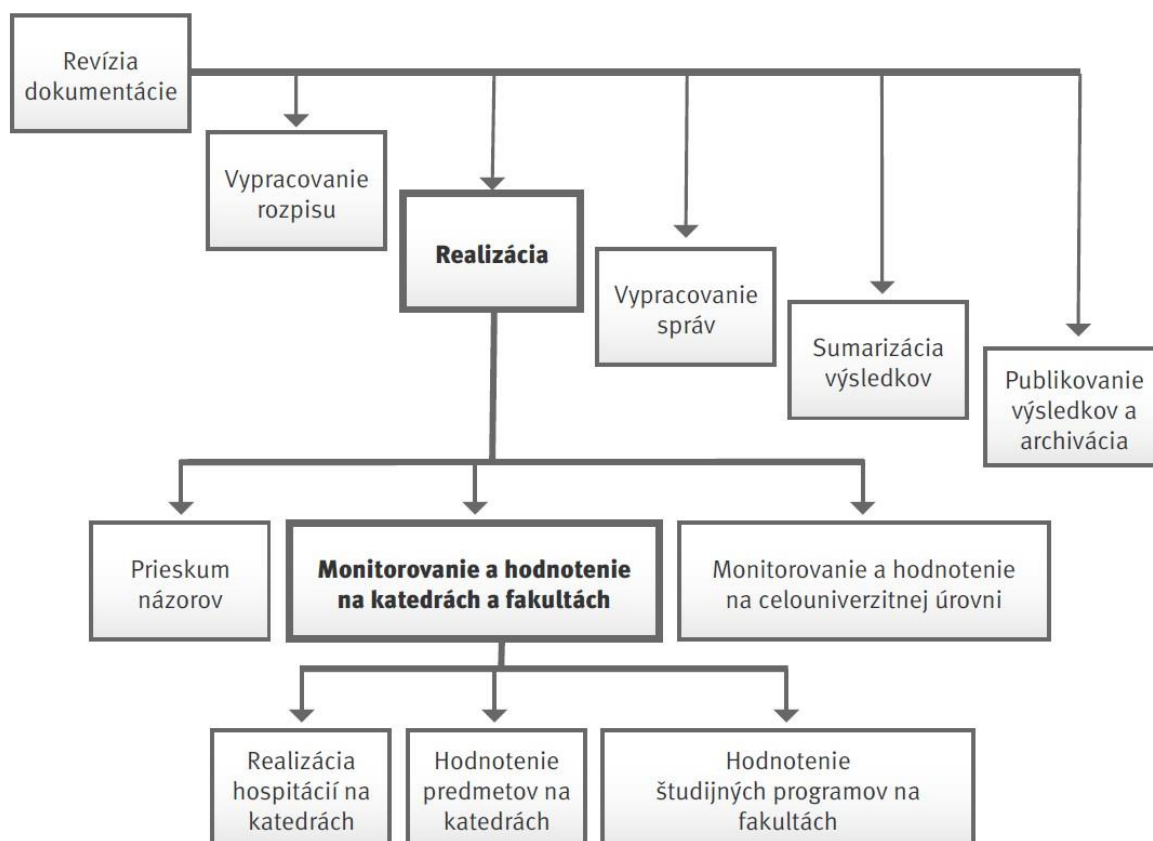 Revízia
dokumentácie
Vypracovanie
rozpisu
Realizácia
Vypracovanie
správ
Sumarizácia
výsledkov
Publikovanie
výsledkov a
archivácia
Prieskum
názorov
Monitorovanie a hodnotenie
na katedrách a fakultách
Monitorovanie a hodnotenie
na celouniverzitnej úrovni
Realizácia
hospitácií na
katedrách
Hodnotenie
predmetov na
katedrách
Hodnotenie
študijných programov na
fakultách